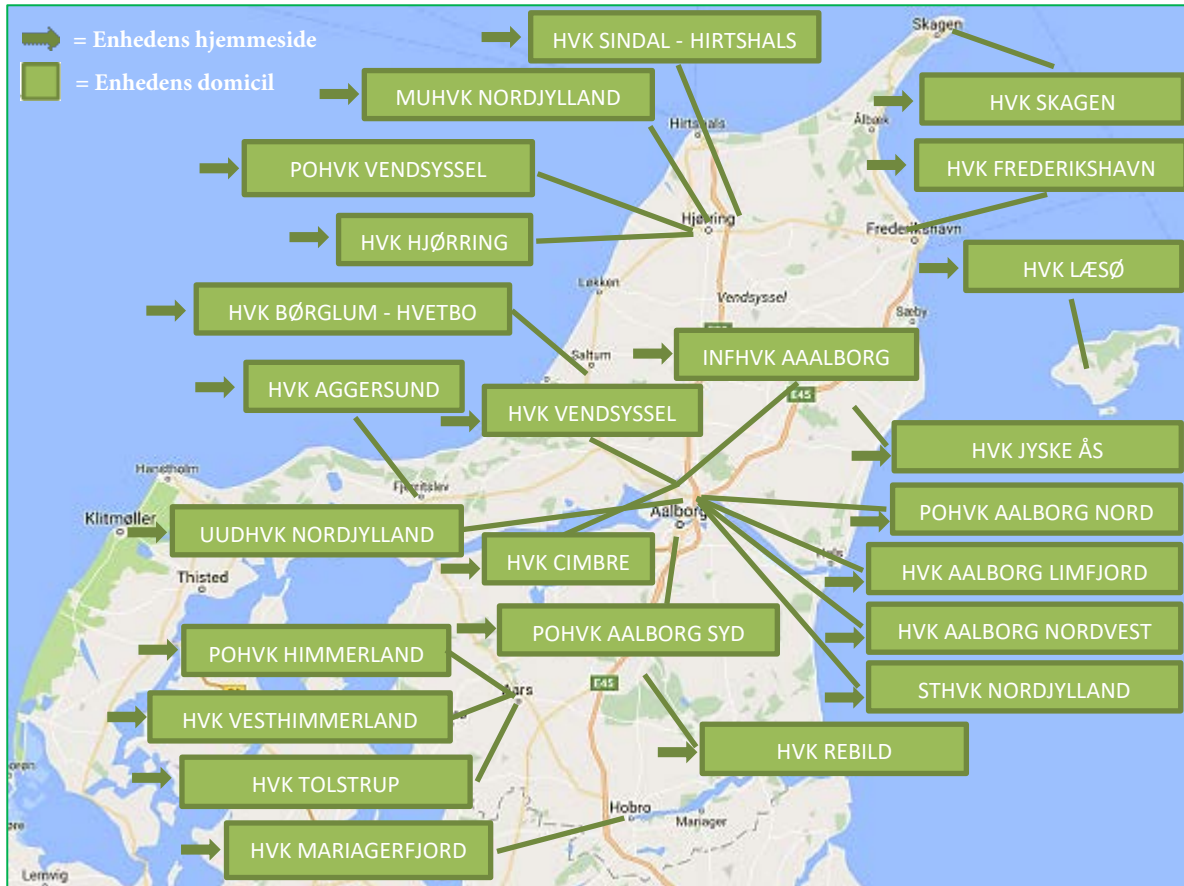 = Enhedens hjemmeside
= Enhedens domicil
HVK SINDAL - HIRTSHALS
Skagen
MUHVK NORDJYLLAND
HVK SKAGEN
Hirtshals
Ålbæk
POHVK VENDSYSSEL
HVK FREDERIKSHAVN
Hjørring
HVK HJØRRING
Frederikshavn
HVK LÆSØ
Løkken
Vendsyssel
HVK BØRGLUM - HVETBO
Sæby
INFHVK AAALBORG
Saltum
HVK AGGERSUND
E45
HVK VENDSYSSEL
HVK JYSKE ÅS
Hanstholm
Fjerritslev
Klitmøller
Aalborg
POHVK AALBORG NORD
UUDHVK NORDJYLLAND
HVK CIMBRE
Hals
HVK AALBORG LIMFJORD
Thisted
POHVK AALBORG SYD
HVK AALBORG NORDVEST
POHVK HIMMERLAND
E45
Aars
STHVK NORDJYLLAND
HVK VESTHIMMERLAND
HVK REBILD
HVK TOLSTRUP
Hobro
Mariager
HVK MARIAGERFJORD
Lemvig